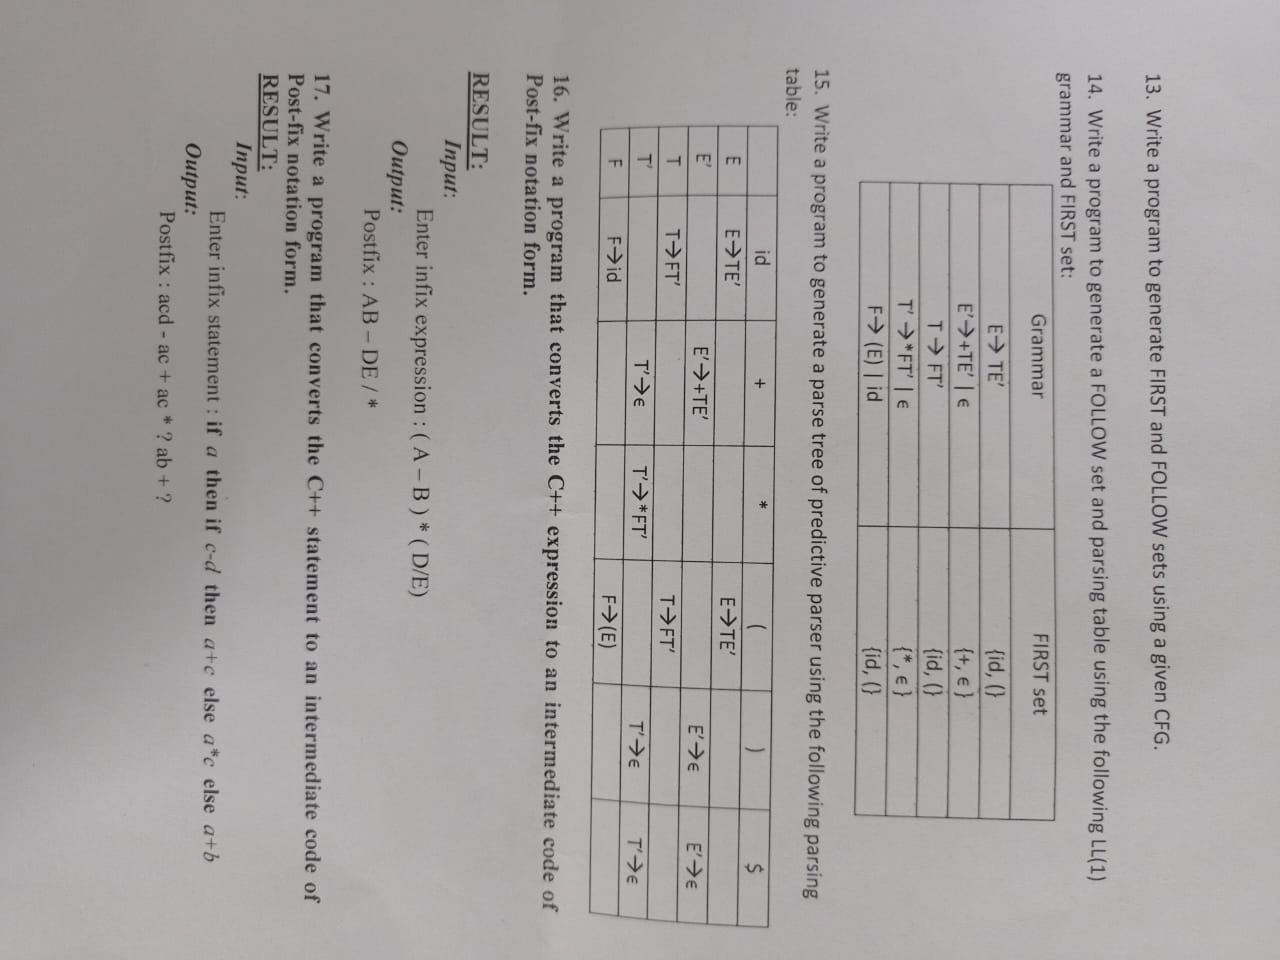 13. Write a program to generate FIRST and FOLLOW sets using a given CFG.
14. Write a program to generate a FOLLOW set and parsing table using the following LL(1)
grammar and FIRST set:
Grammar FIRST set
E→ TE' {id, (}
E'→+TE' | ϵ {+, ϵ }
T→ FT' {id, (}
T' →*FT' | ϵ {*, ϵ }
F→ (E) | id {id, (}
15. Write a program to generate a parse tree of predictive parser using the following parsing
table:
id + * ( ) $
E E→TE' E→TE'
E' E'→+TE' E'→ϵ E'→ϵ
T T→FT' T→FT'
T' T'→ϵ T'→*FT' T'→ϵ T'→ϵ
F F→id F→(E)
16. Write a program that converts the C++ expression to an intermediate code of
Post-fix notation form.
RESULT:
Input:
Enter infix expression : ( A – B ) * ( D/E)
Output:
Postfix : AB – DE / *
17. Write a program that converts the C++ statement to an intermediate code of
Post-fix notation form.
RESULT:
Input:
Enter infix statement : if a then if c-d then a+c else a*c else a+b
Output:
Postfix : acd - ac + ac * ? ab + ?